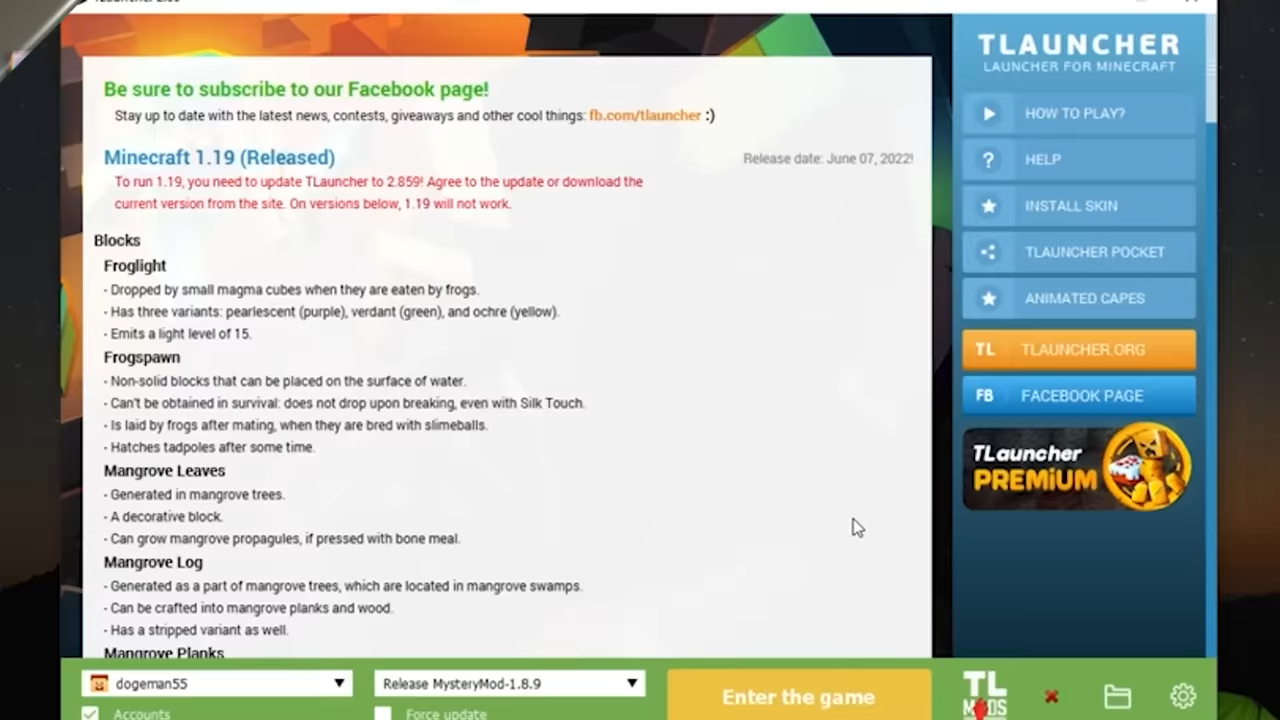 Be sure to subscribe to our Facebook page!
Stay up to date with the latest news, contests, giveaways and other cool things: fb.com/tlauncher :)
Minecraft 1.19 (Released)
Release date: June 07, 2022!
To run 1.19, you need to update TLauncher to 2.859! Agree to the update or download the
current version from the site. On versions below, 1.19 will not work.
Blocks
Froglight
- Dropped by small magma cubes when they are eaten by frogs.
- Has three variants: pearlescent (purple), verdant (green), and ochre (yellow).
- Emits a light level of 15.
Frogspawn
- Non-solid blocks that can be placed on the surface of water.
- Can't be obtained in survival: does not drop upon breaking, even with Silk Touch.
- Is laid by frogs after mating, when they are bred with slimeballs.
- Hatches tadpoles after some time.
Mangrove Leaves
- Generated in mangrove trees.
- A decorative block.
- Can grow mangrove propagules, if pressed with bone meal.
Mangrove Log
- Generated as a part of mangrove trees, which are located in mangrove swamps.
- Can be crafted into mangrove planks and wood.
- Has a stripped variant as well.
Mangrove Planks
TLAUNCHER
LAUNCHER FOR MINECRAFT
HOW TO PLAY?
? HELP
INSTALL SKIN
TLAUNCHER POCKET
ANIMATED CAPES
TL TLAUNCHER.ORG
FB FACEBOOK PAGE
TLauncher
PREMIUM
dogeman55
Release MysteryMod-1.8.9
Enter the game
TL
MODS
Accounts
Force update